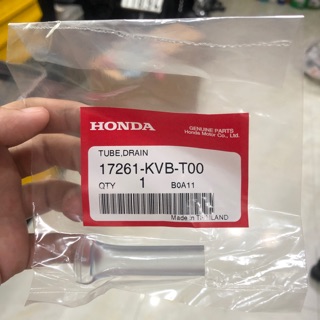 HONDA
GENUINE PARTS
Honda Motor Co., Ltd.
TUBE,DRAIN
17261-KVB-T00
QTY 1 B0A11
Made in THAILAND